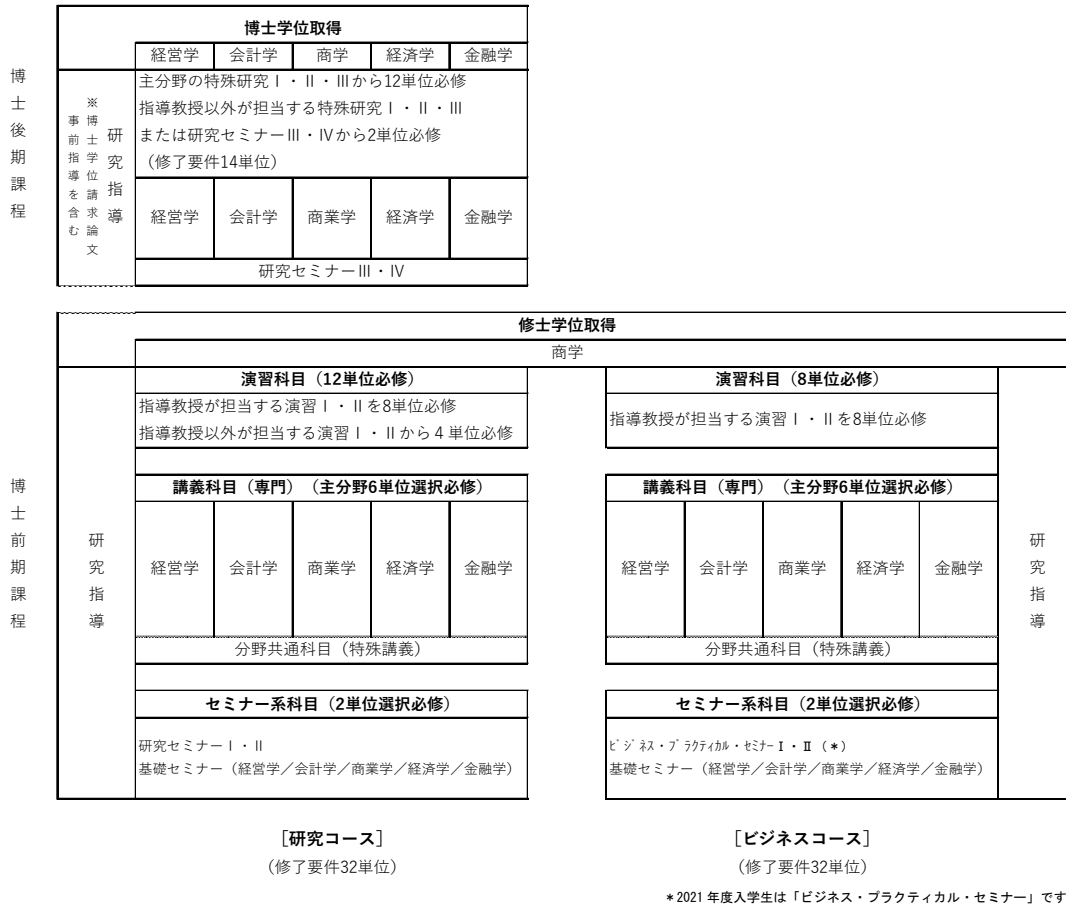 博士後期課程
博士学位取得
経営学 会計学 商学 経済学 金融学
※博士学位請求論文
事前指導を含む
研究指導
主分野の特殊研究Ⅰ・Ⅱ・Ⅲから12単位必修
指導教授以外が担当する特殊研究Ⅰ・Ⅱ・Ⅲ
または研究セミナーⅢ・Ⅳから2単位必修
（修了要件14単位）
経営学 会計学 商業学 経済学 金融学
研究セミナーⅢ・Ⅳ
博士前期課程
修士学位取得
商学
研究指導
演習科目（12単位必修）
指導教授が担当する演習Ⅰ・Ⅱを8単位必修
指導教授以外が担当する演習Ⅰ・Ⅱから４単位必修
講義科目（専門）（主分野6単位選択必修）
経営学 会計学 商業学 経済学 金融学
分野共通科目（特殊講義）
セミナー系科目（2単位選択必修）
研究セミナーⅠ・Ⅱ
基礎セミナー（経営学／会計学／商業学／経済学／金融学）
［研究コース］
（修了要件32単位）
演習科目（8単位必修）
指導教授が担当する演習Ⅰ・Ⅱを8単位必修
講義科目（専門）（主分野6単位選択必修）
経営学 会計学 商業学 経済学 金融学
分野共通科目（特殊講義）
セミナー系科目（2単位選択必修）
ﾋﾞｼﾞﾈｽ・ﾌﾟﾗｸﾃｨｶﾙ・ｾﾐﾅｰⅠ・Ⅱ（＊）
基礎セミナー（経営学／会計学／商業学／経済学／金融学）
研究指導
［ビジネスコース］
（修了要件32単位）
＊2021年度入学生は「ビジネス・プラクティカル・セミナー」です